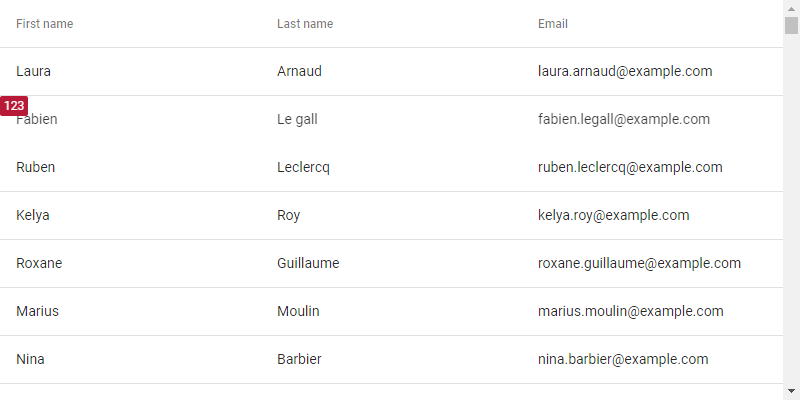 First name Last name Email
Laura Arnaud laura.arnaud@example.com
123
Fabien Le gall fabien.legall@example.com
Ruben Leclercq ruben.leclercq@example.com
Kelya Roy kelya.roy@example.com
Roxane Guillaume roxane.guillaume@example.com
Marius Moulin marius.moulin@example.com
Nina Barbier nina.barbier@example.com